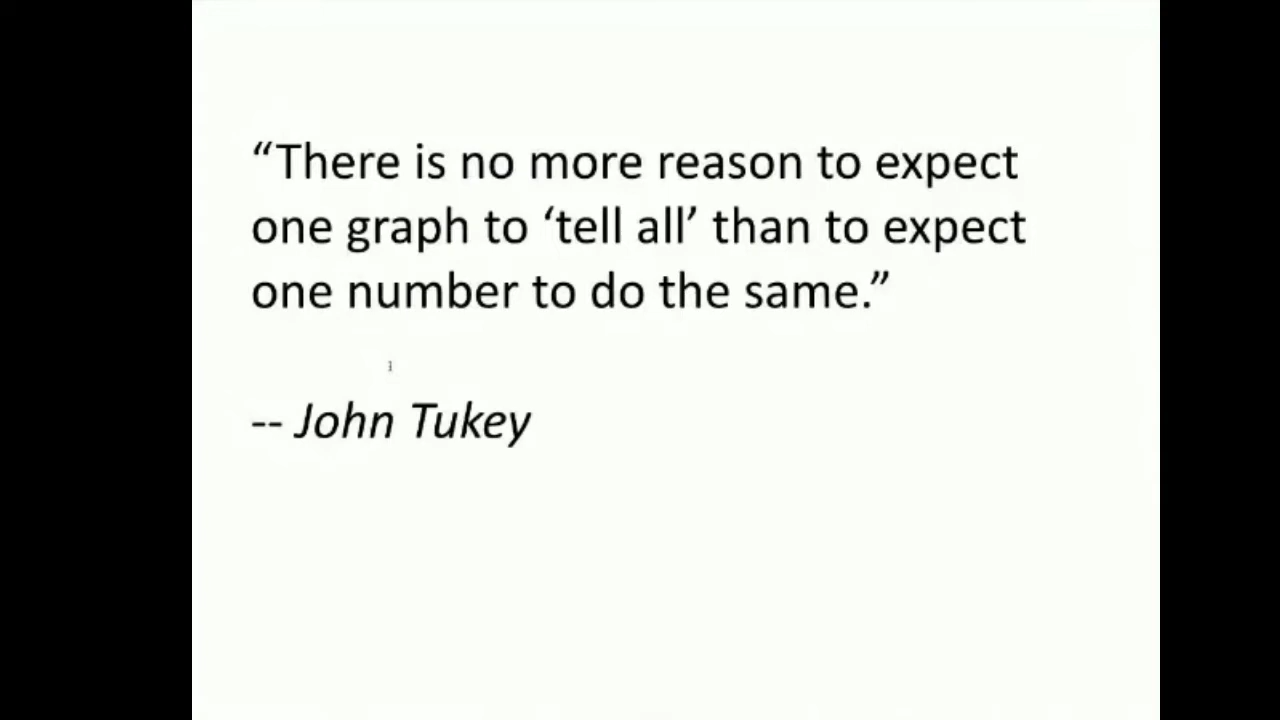 “There is no more reason to expect
one graph to ‘tell all’ than to expect
one number to do the same.”
-- John Tukey